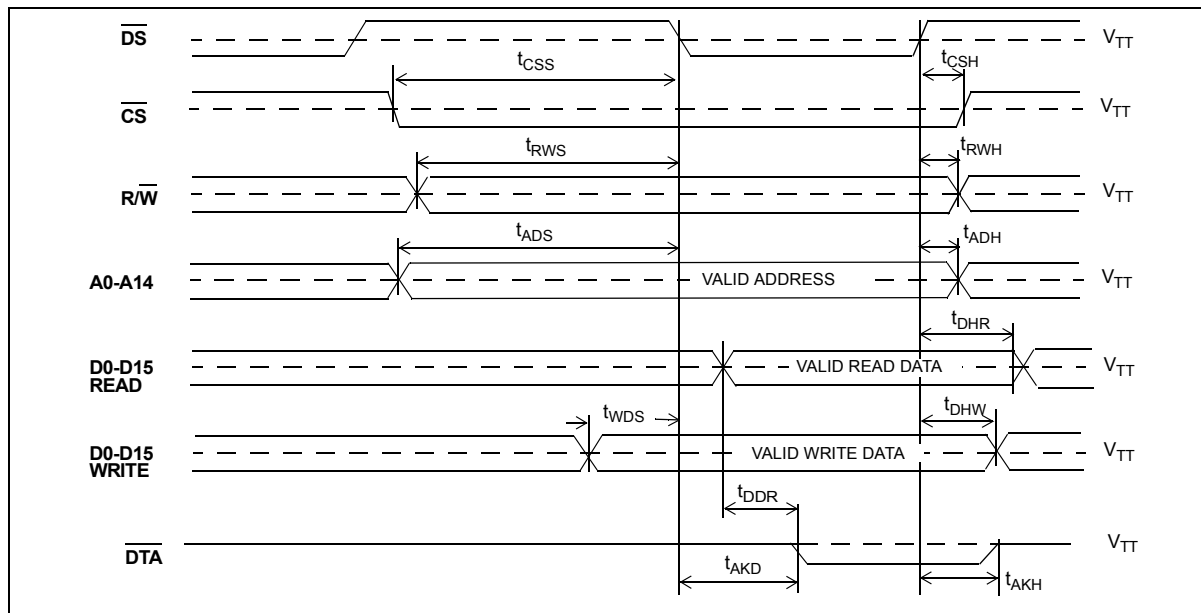 DS
VTT
tCSS
tCSH
CS
VTT
tRWS
tRWH
R/W
VTT
tADS
tADH
A0-A14
VALID ADDRESS
VTT
tDHR
D0-D15
READ
VALID READ DATA
VTT
tWDS
tDHW
D0-D15
WRITE
VALID WRITE DATA
VTT
tDDR
DTA
VTT
tAKD
tAKH